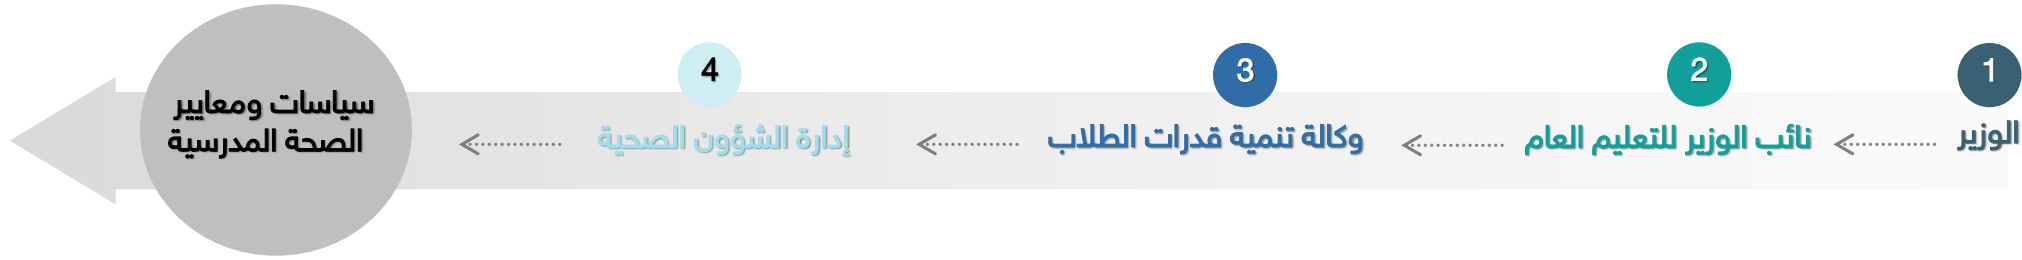 1
الوزير
2
نائب الوزير للتعليم العام
3
وكالة تنمية قدرات الطلاب
4
إدارة الشؤون الصحية
سياسات ومعايير
الصحة المدرسية